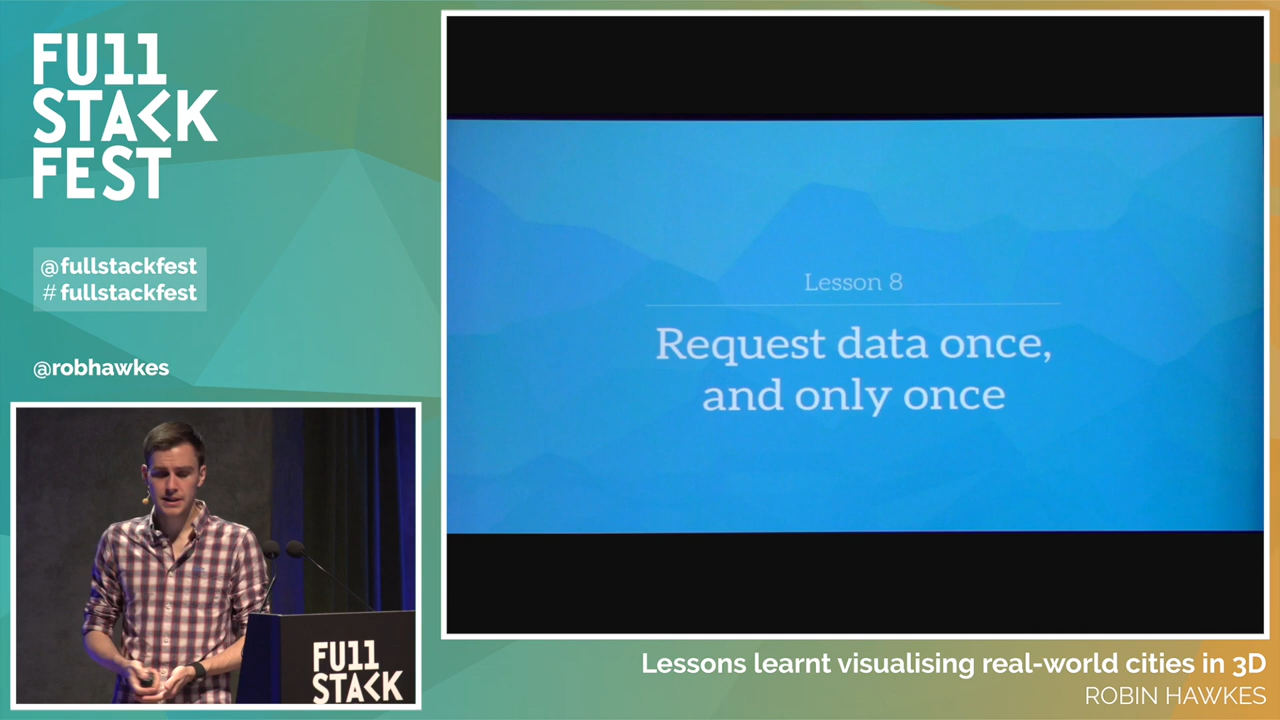 FU11
STACK
FEST
@fullstackfest
# fullstackfest
@robhawkes
Lesson 8
Request data once,
and only once
FU11
STACK
Lessons learnt visualising real-world cities in 3D
ROBIN HAWKES